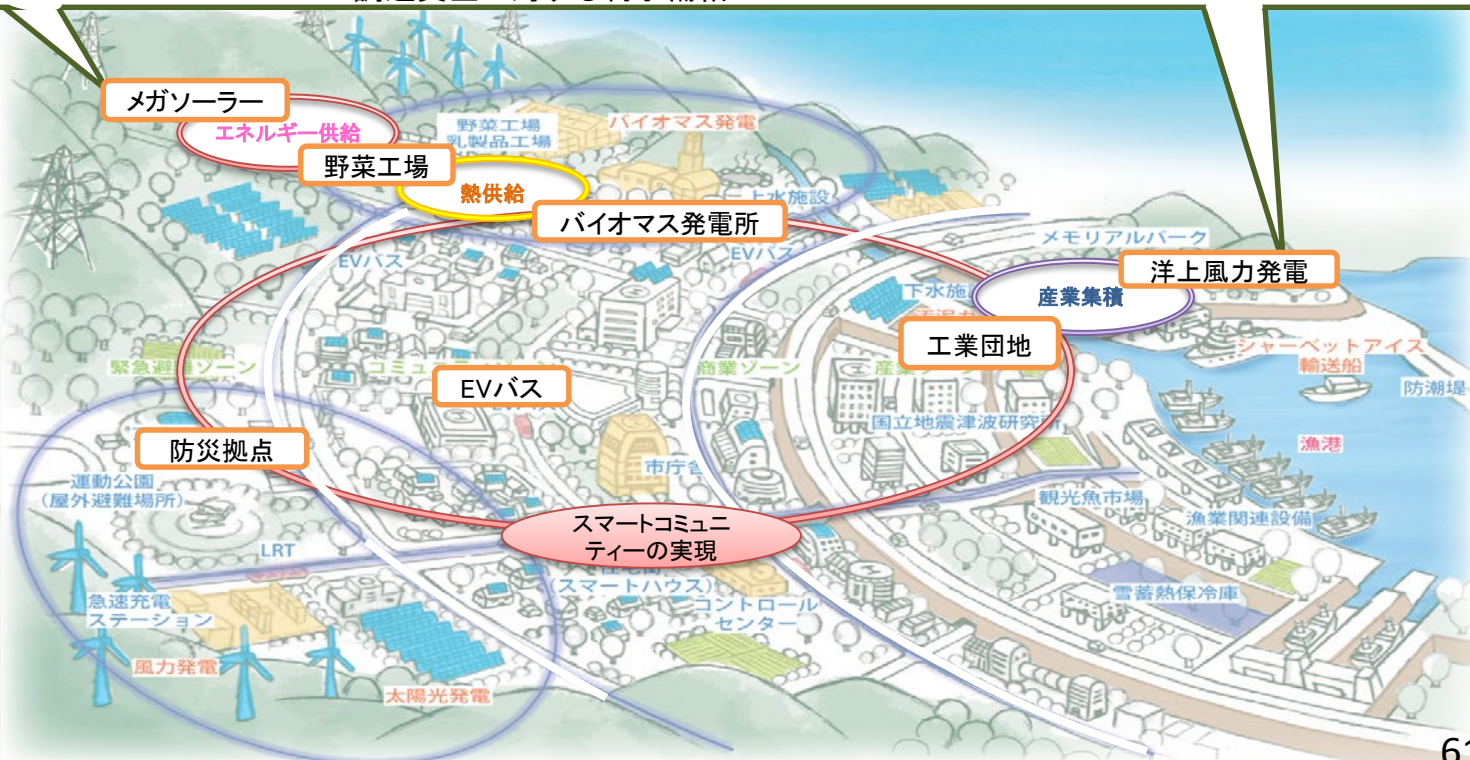 メガソーラー
エネルギー供給
野菜工場
乳製品工場
バイオマス発電
野菜工場
熱供給
上水施設
バイオマス発電所
メモリアルパーク
EVバス
EVバス
洋上風力発電
産業集積
工業団地
シャーベットアイス
輸送船
緊急避難ゾーン
商業ゾーン
防潮堤
EVバス
国立地震津波研究所
防災拠点
漁港
市庁舎
運動公園
(屋外避難場所)
観光魚市場
漁業関連設備
スマートコミュニ
ティーの実現
LRT
(スマートハウス)
雪蓄熱保冷庫
急速充電
ステーション
コントロール
センター
風力発電
太陽光発電
61